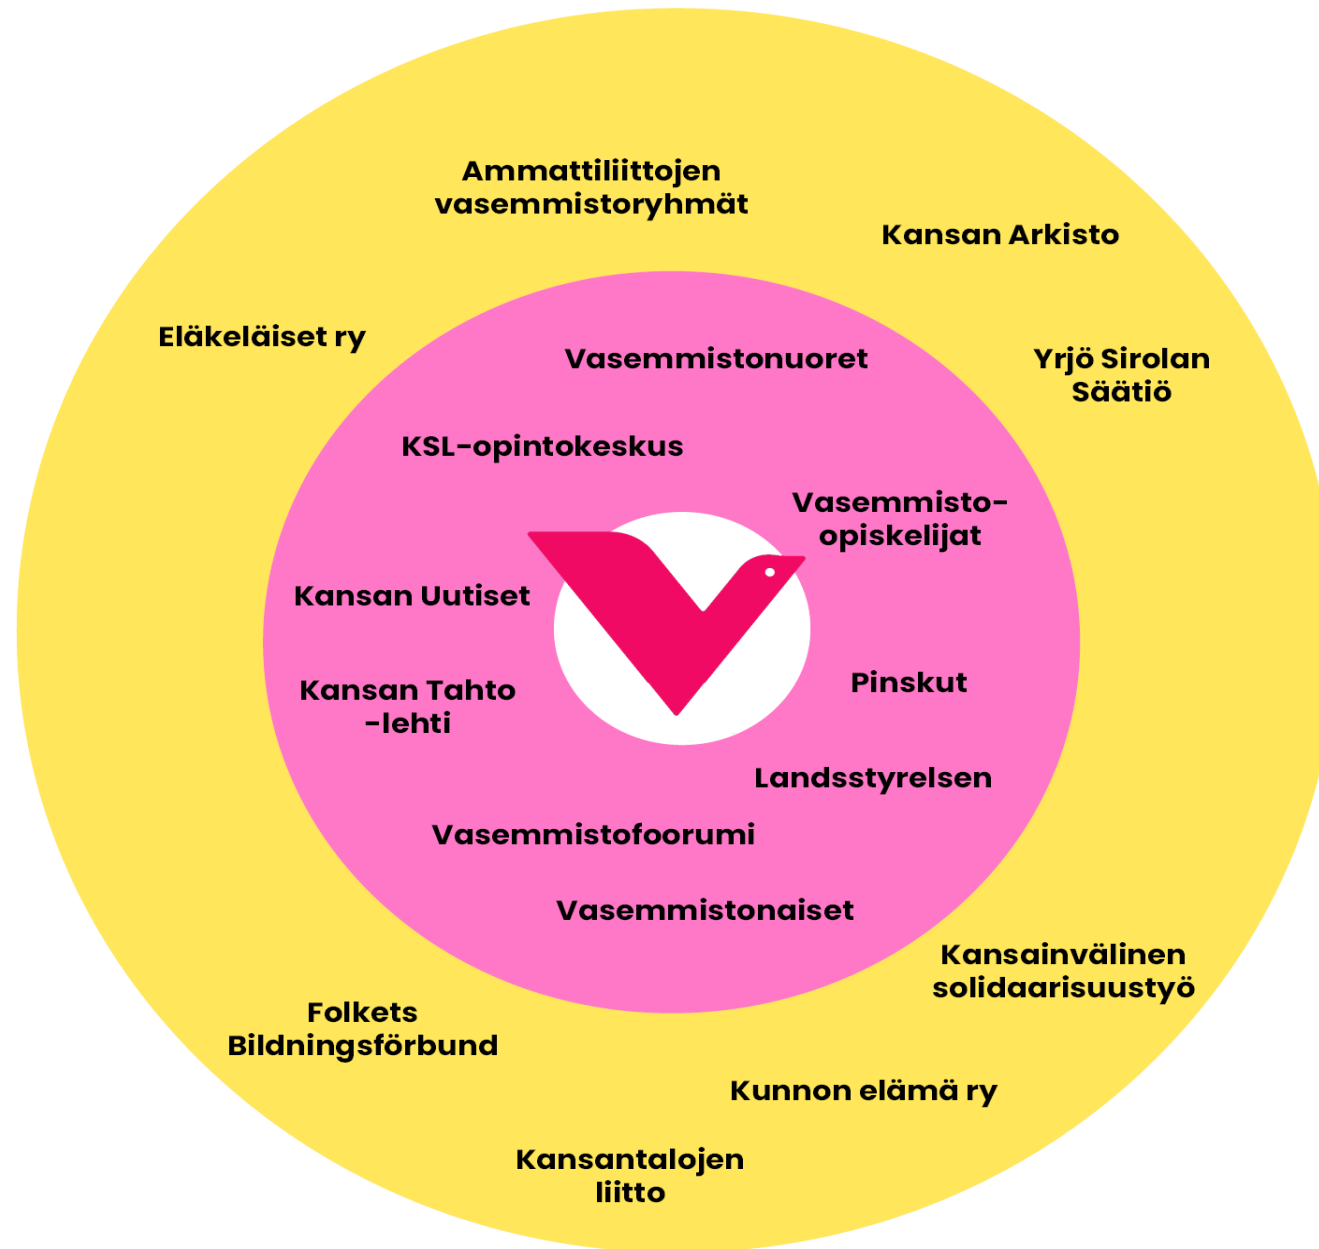 Ammattiliittojen
vasemmistoryhmät
Kansan Arkisto
Eläkeläiset ry
Vasemmistonuoret
Yrjö Sirolan
Säätiö
KSL-opintokeskus
Vasemmisto-
opiskelijat
Kansan Uutiset
Kansan Tahto
-lehti
Pinskut
Landsstyrelsen
Vasemmistofoorumi
Vasemmistonaiset
Kansainvälinen
solidaarisuustyö
Folkets
Bildningsförbund
Kunnon elämä ry
Kansantalojen
liitto